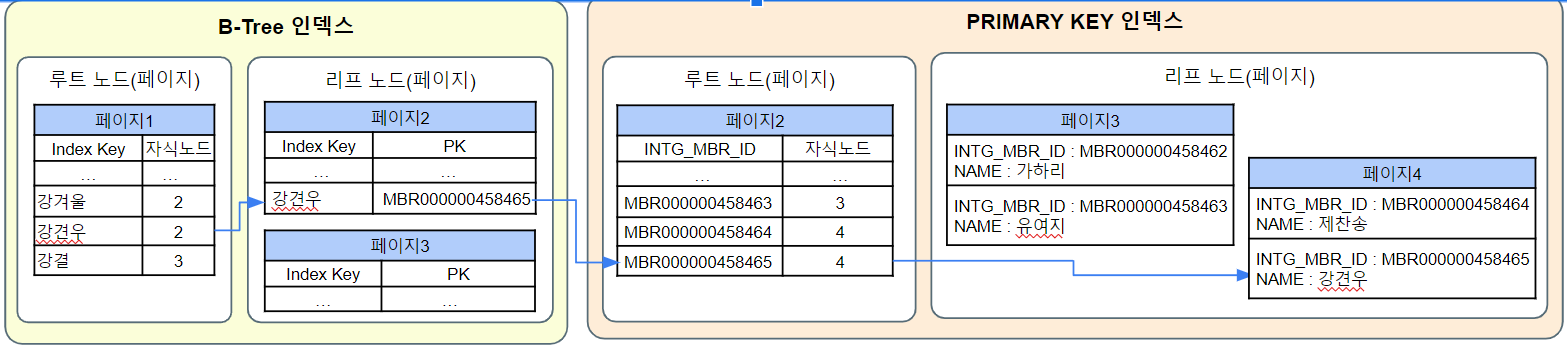 B-Tree 인덱스
루트 노드(페이지)
페이지1
Index Key 자식노드
... ...
강겨울 2
강견우 2
강결 3
리프 노드(페이지)
페이지2
Index Key PK
... ...
강견우 MBR000000458465
페이지3
Index Key PK
... ...
PRIMARY KEY 인덱스
루트 노드(페이지)
페이지2
INTG_MBR_ID 자식노드
... ...
MBR000000458463 3
MBR000000458464 4
MBR000000458465 4
리프 노드(페이지)
페이지3
INTG_MBR_ID : MBR000000458462
NAME : 가하리
INTG_MBR_ID : MBR000000458463
NAME : 유여지
페이지4
INTG_MBR_ID : MBR000000458464
NAME : 제찬송
INTG_MBR_ID : MBR000000458465
NAME : 강견우